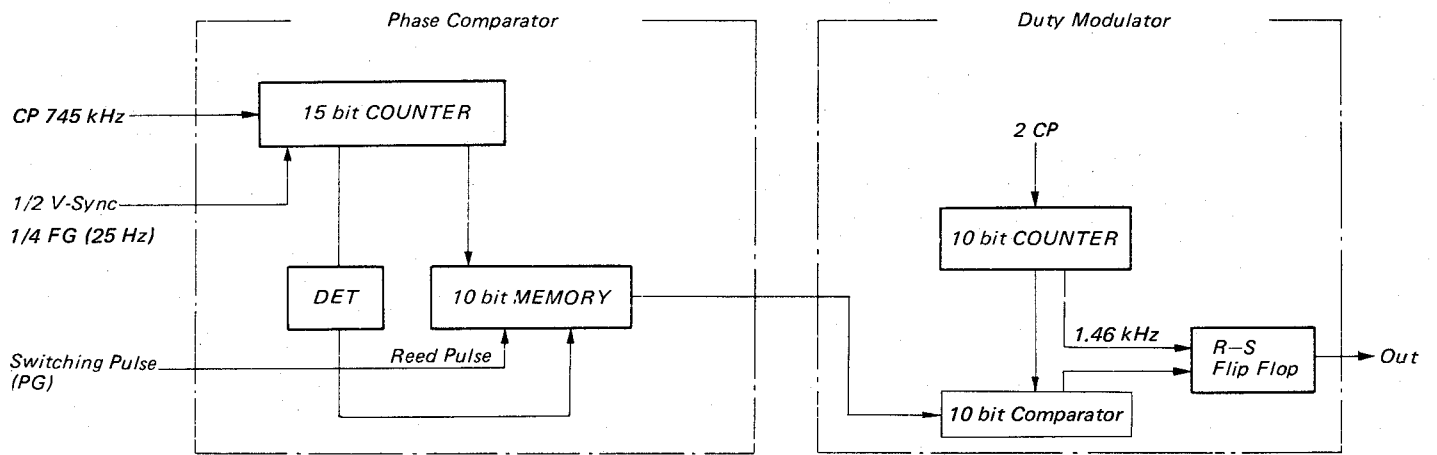 Phase Comparator
Duty Modulator
15 bit COUNTER
CP 745 kHz
2 CP
1/2 V-Sync
1/4 FG (25 Hz)
10 bit COUNTER
DET
10 bit MEMORY
1.46 kHz
R-S
Flip Flop
Out
Switching Pulse
(PG)
Reed Pulse
10 bit Comparator